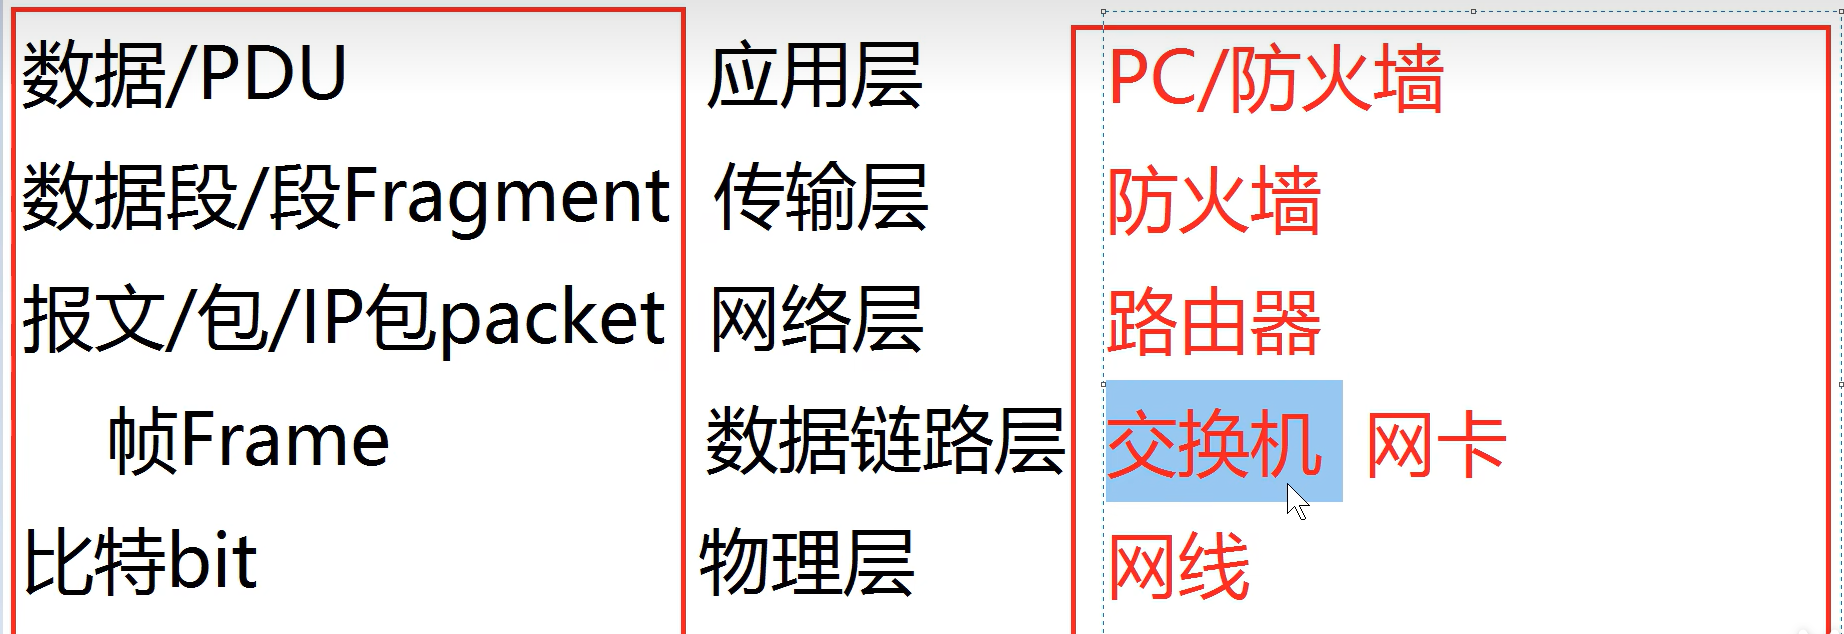 数据/PDU 应用层 PC/防火墙
数据段/段Fragment 传输层 防火墙
报文/包/IP包packet 网络层 路由器
帧Frame 数据链路层 交换机 网卡
比特bit 物理层 网线